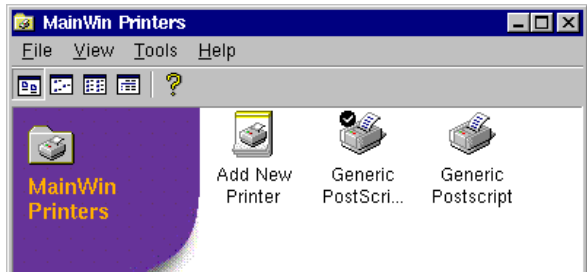 MainWin Printers
File View Tools Help
MainWin
Printers
Add New
Printer
Generic
PostScri...
Generic
Postscript